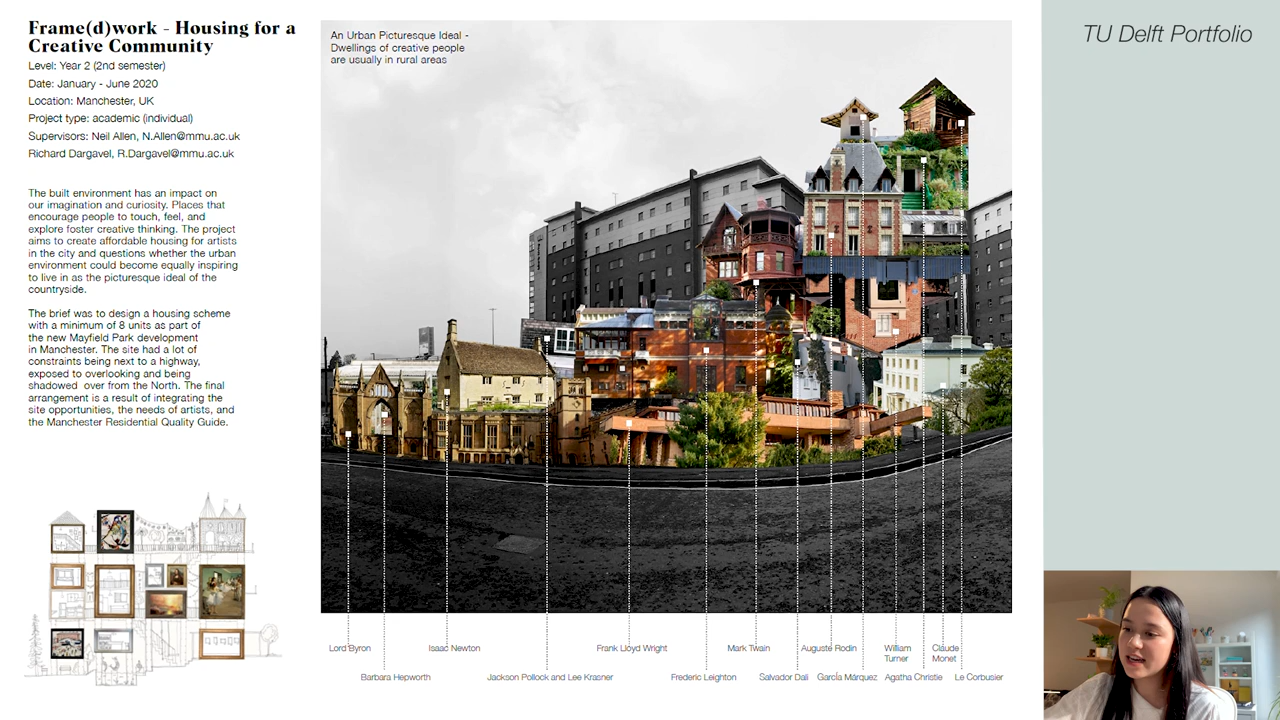 Frame(d)work - Housing for a
Creative Community
Level: Year 2 (2nd semester)
Date: January - June 2020
Location: Manchester, UK
Project type: academic (individual)
Supervisors: Neil Allen, N.Allen@mmu.ac.uk
Richard Dargavel, R.Dargavel@mmu.ac.uk
The built environment has an impact on
our imagination and curiosity. Places that
encourage people to touch, feel, and
explore foster creative thinking. The project
aims to create affordable housing for artists
in the city and questions whether the urban
environment could become equally inspiring
to live in as the picturesque ideal of the
countryside.
The brief was to design a housing scheme
with a minimum of 8 units as part of
the new Mayfield Park development
in Manchester. The site had a lot of
constraints being next to a highway,
exposed to overlooking and being
shadowed over from the North. The final
arrangement is a result of integrating the
site opportunities, the needs of artists, and
the Manchester Residential Quality Guide.
An Urban Picturesque Ideal -
Dwellings of creative people
are usually in rural areas
Lord Byron
Isaac Newton
Frank Lloyd Wright
Mark Twain
Auguste Rodin
William
Turner
Claude
Monet
Barbara Hepworth
Jackson Pollock and Lee Krasner
Frederic Leighton
Salvador Dali
García Márquez
Agatha Christie
Le Corbusier
TU Delft Portfolio